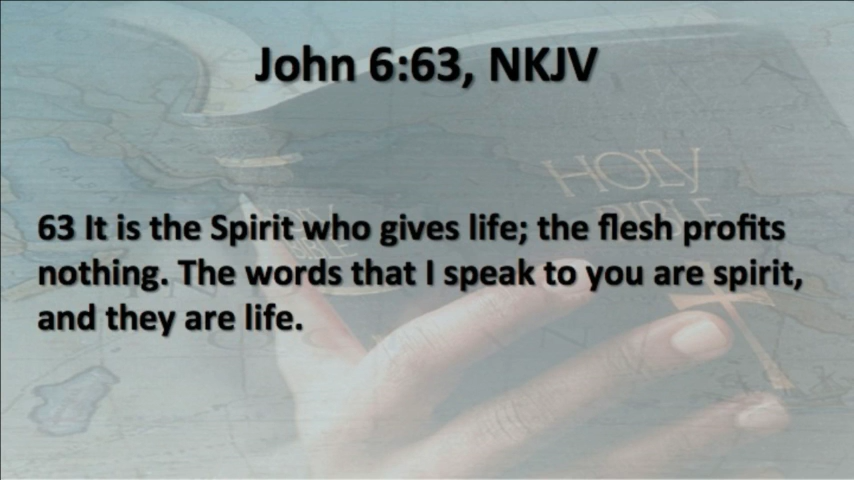 John 6:63, NKJV
HOLY
BIBLE
63 It is the Spirit who gives life; the flesh profits
nothing. The words that I speak to you are spirit,
and they are life.